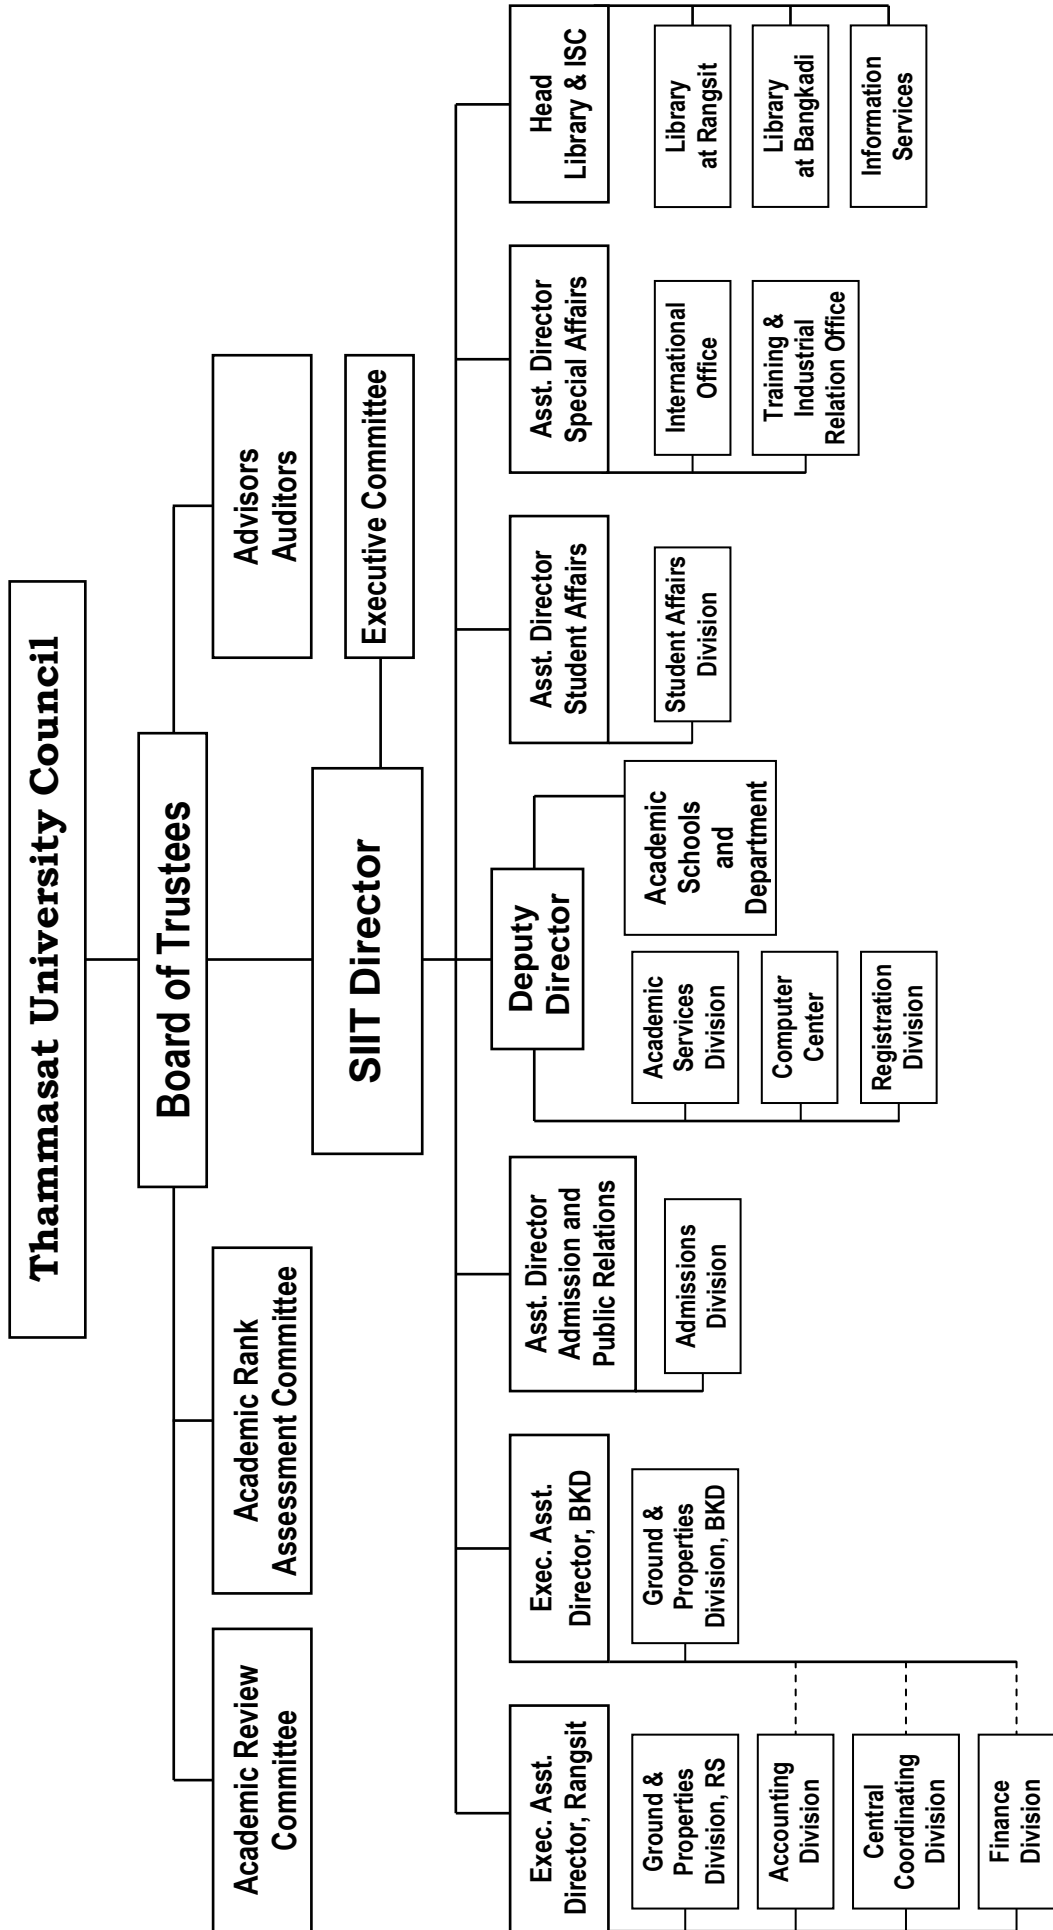 Thammasat University Council
Board of Trustees
Academic Review
Committee
Academic Rank
Assessment Committee
Advisors
Auditors
SIIT Director
Executive Committee
Exec. Asst.
Director, Rangsit
Exec. Asst.
Director, BKD
Asst. Director
Admission and
Public Relations
Deputy
Director
Asst. Director
Student Affairs
Asst. Director
Special Affairs
Head
Library & ISC
Ground &
Properties
Division, RS
Accounting
Division
Central
Coordinating
Division
Finance
Division
Ground &
Properties
Division, BKD
Admissions
Division
Academic
Services
Division
Computer
Center
Registration
Division
Academic
Schools
and
Department
Student Affairs
Division
International
Office
Training &
Industrial
Relation Office
Library
at Rangsit
Library
at Bangkadi
Information
Services